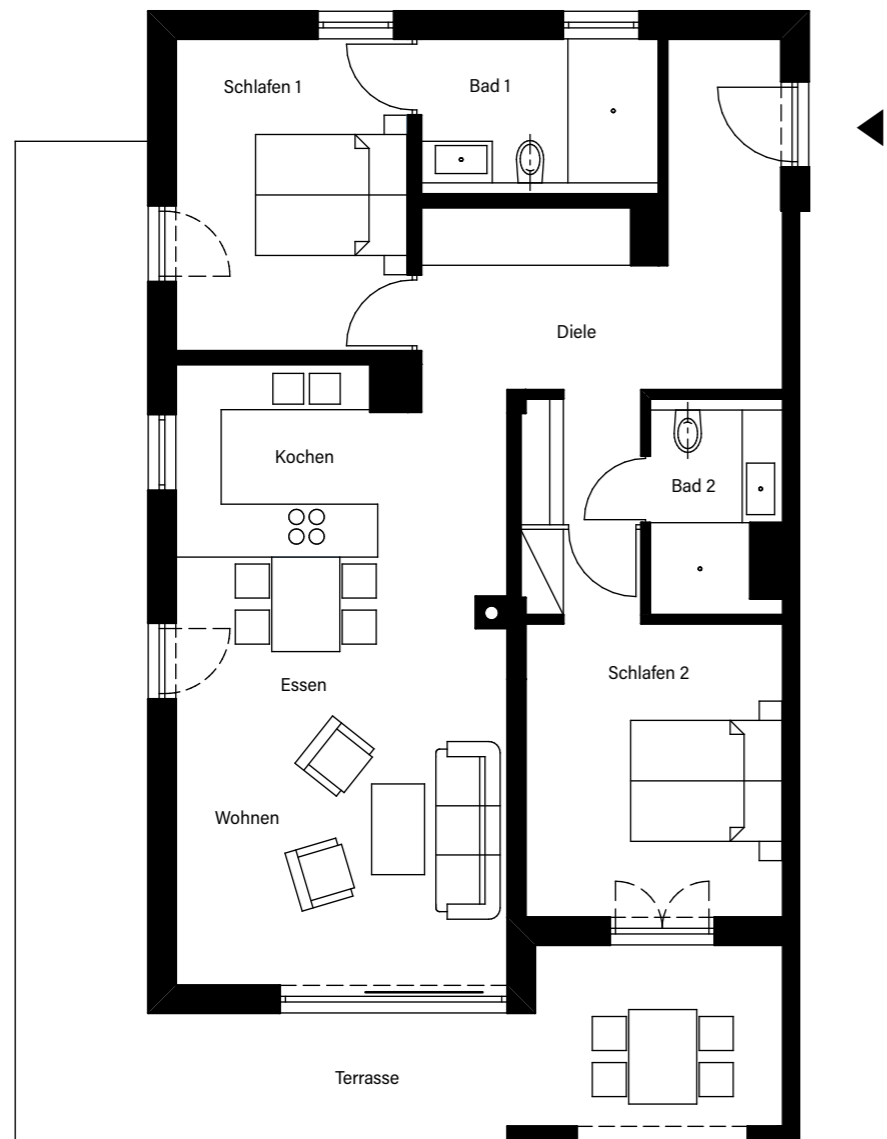 Schlafen 1
Bad 1
Diele
Kochen
Bad 2
Essen
Schlafen 2
Wohnen
Terrasse